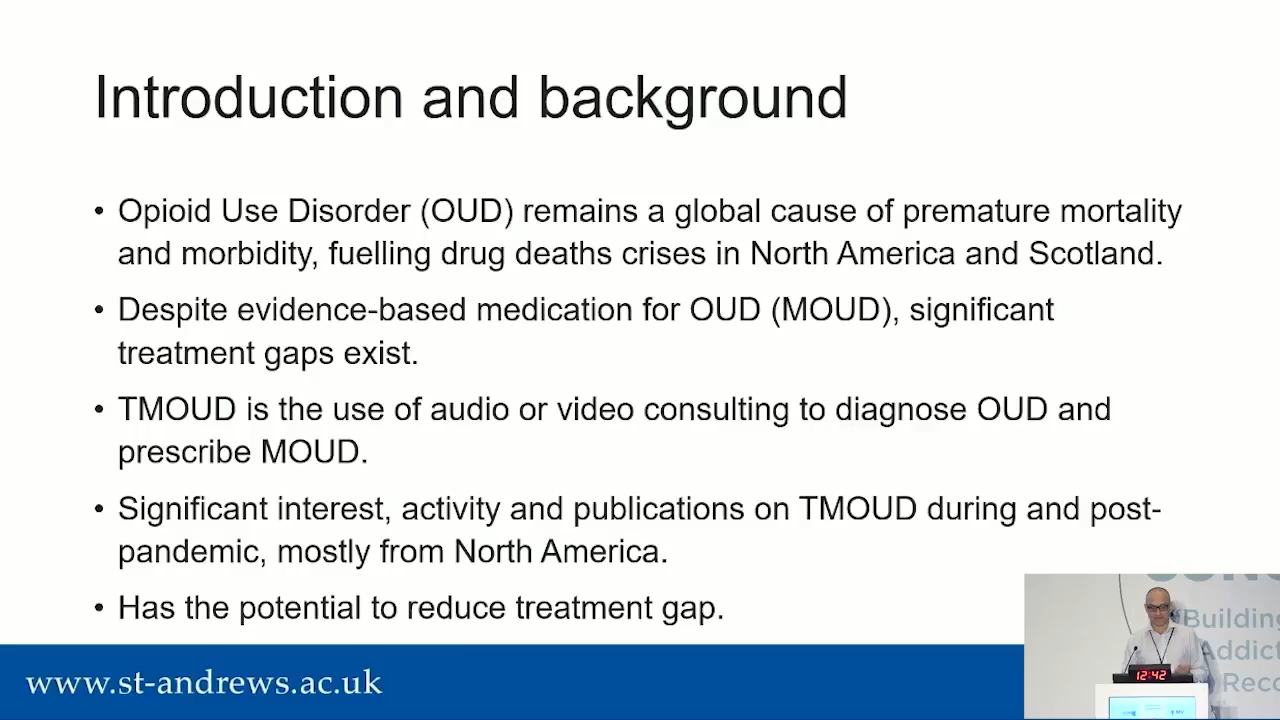 Introduction and background
• Opioid Use Disorder (OUD) remains a global cause of premature mortality
and morbidity, fuelling drug deaths crises in North America and Scotland.
• Despite evidence-based medication for OUD (MOUD), significant
treatment gaps exist.
• TMOUD is the use of audio or video consulting to diagnose OUD and
prescribe MOUD.
• Significant interest, activity and publications on TMOUD during and post-
pandemic, mostly from North America.
• Has the potential to reduce treatment gap.
www.st-andrews.ac.uk
"Building
Addict
Reco
12:42